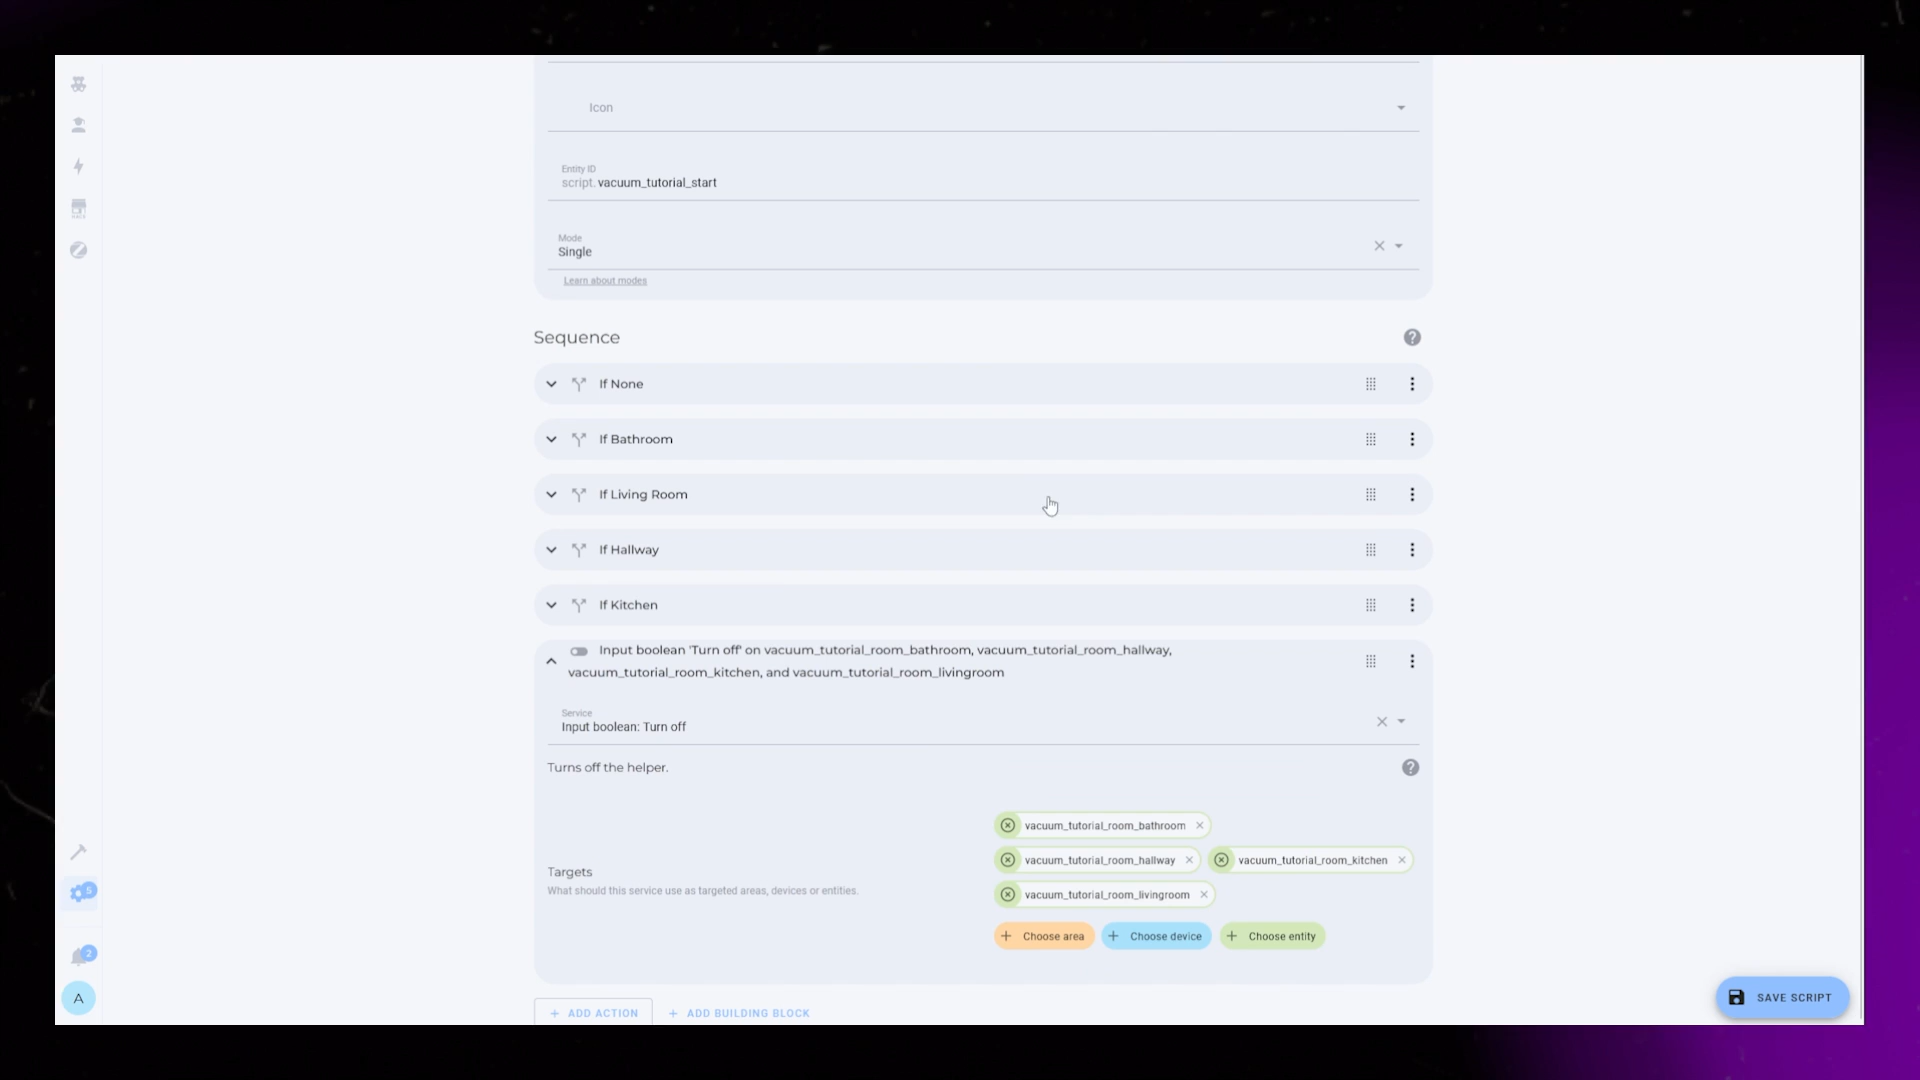 Icon
Entity ID
script. vacuum_tutorial_start
Mode
Single
Learn about modes
Sequence
If None
If Bathroom
If Living Room
If Hallway
If Kitchen
Input boolean 'Turn off' on vacuum_tutorial_room_bathroom, vacuum_tutorial_room_hallway,
vacuum_tutorial_room_kitchen, and vacuum_tutorial_room_livingroom
Service
Input boolean: Turn off
Turns off the helper.
vacuum_tutorial_room_bathroom
vacuum_tutorial_room_hallway vacuum_tutorial_room_kitchen
Targets
What should this service use as targeted areas, devices or entities.
vacuum_tutorial_room_livingroom
Choose area Choose device Choose entity
5
2
A
SAVE SCRIPT
ADD ACTION ADD BUILDING BLOCK